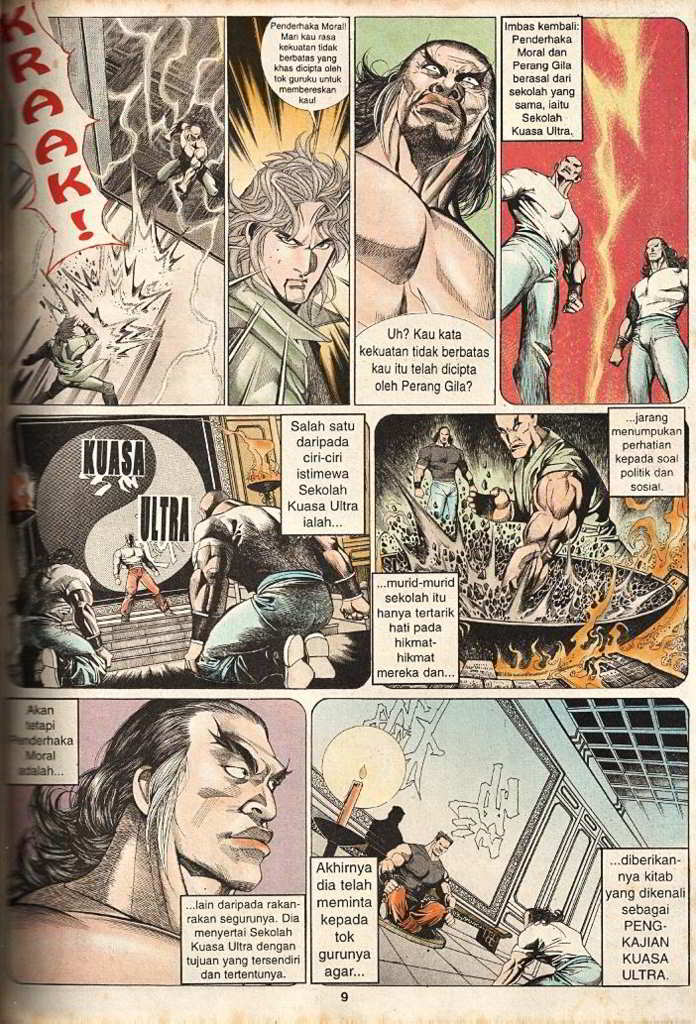 KRAAK!
Penderhaka Moral!
Mari kau rasa
kekuatan tidak
berbatas yang
khas dicipta oleh
tok guruku untuk
membereskan
kau!
Uh? Kau kata
kekuatan tidak berbatas
kau itu telah dicipta
oleh Perang Gila?
Imbas kembali:
Penderhaka
Moral dan
Perang Gila
berasal dari
sekolah yang
sama, iaitu
Sekolah
Kuasa Ultra.
KUASA
ULTRA
Salah satu
daripada
ciri-ciri
istimewa
Sekolah
Kuasa Ultra
ialah...
...murid-murid
sekolah itu
hanya tertarik
hati pada
hikmat-
hikmat
mereka dan...
...jarang
menumpukan
perhatian
kepada soal
politik dan
sosial.
Akan
tetapi
Penderhaka
Moral
adalah...
...lain daripada rakan-
rakan segurunya. Dia
menyertai Sekolah
Kuasa Ultra dengan
tujuan yang tersendiri
dan tertentunya.
Akhirnya
dia telah
meminta
kepada
tok
gurunya
agar...
...diberikan-
nya kitab
yang dikenali
sebagai
PENG-
KAJIAN
KUASA
ULTRA.
9